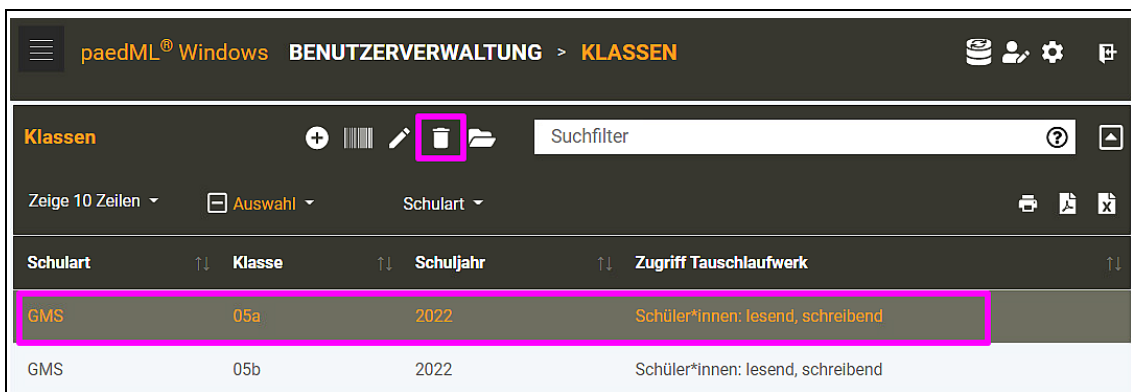 paedML® Windows BENUTZERVERWALTUNG > KLASSEN
Klassen Suchfilter
Zeige 10 Zeilen Auswahl Schulart
Schulart Klasse Schuljahr Zugriff Tauschlaufwerk
GMS 05a 2022 Schüler*innen: lesend, schreibend
GMS 05b 2022 Schüler*innen: lesend, schreibend